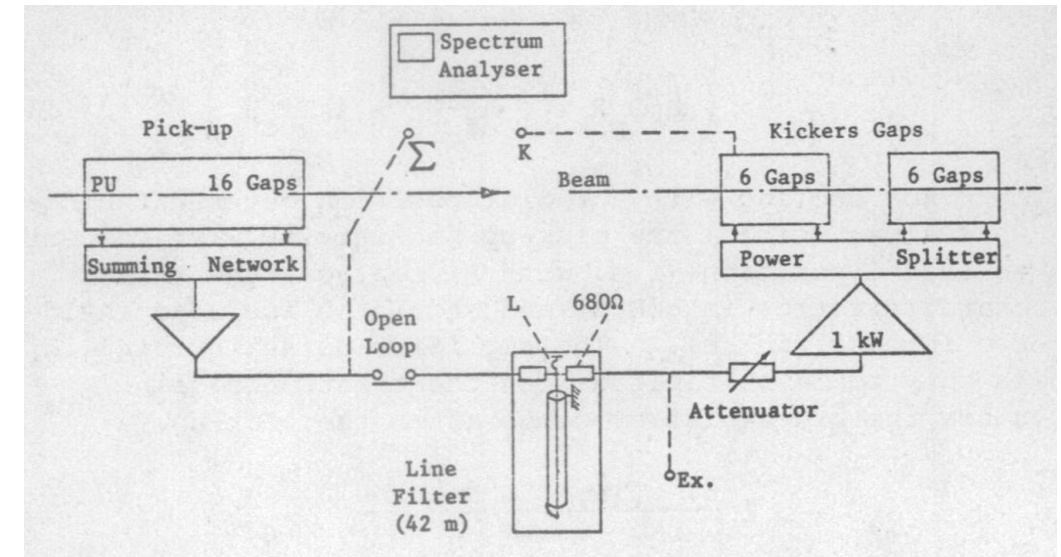 Spectrum
Analyser
Pick-up
Σ
K
Kickers Gaps
PU 16 Gaps
Beam
6 Gaps
6 Gaps
Summing Network
Power Splitter
L
680Ω
Open
Loop
1 kW
Attenuator
Line
Filter
(42 m)
Ex.